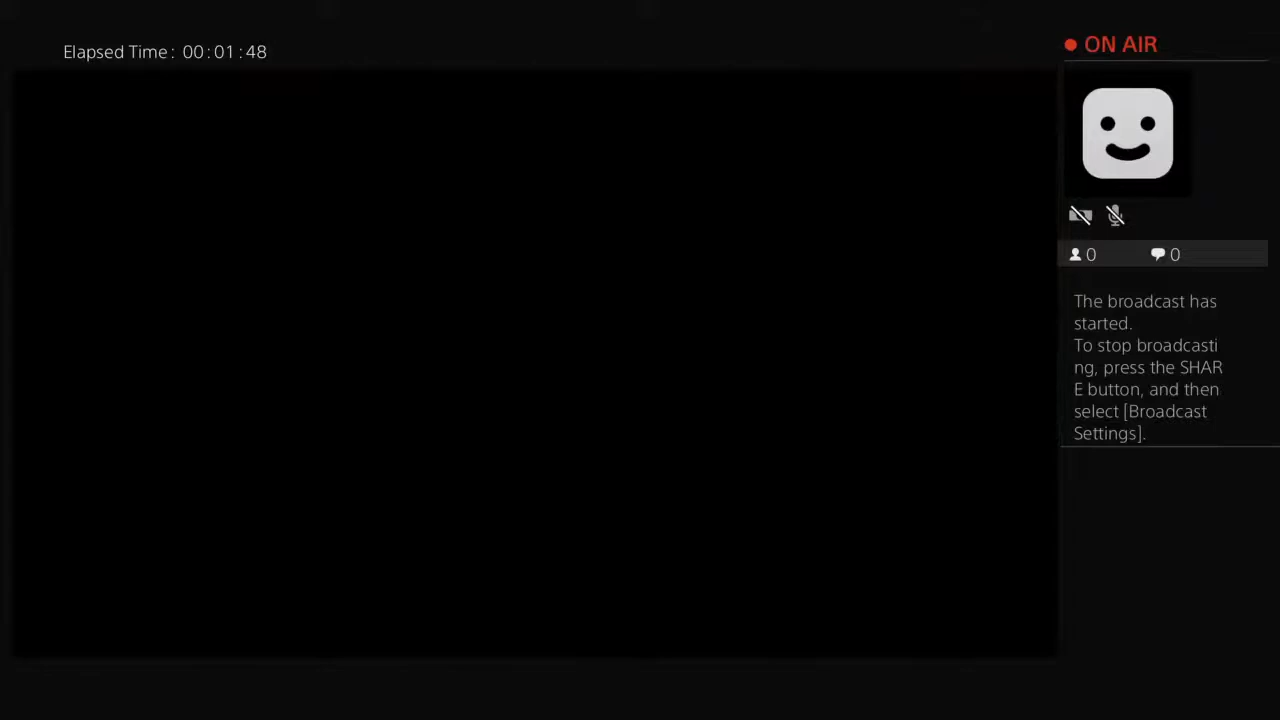 Elapsed Time: 00:01:48
ON AIR
0 0
The broadcast has
started.
To stop broadcasti
ng, press the SHAR
E button, and then
select [Broadcast
Settings].